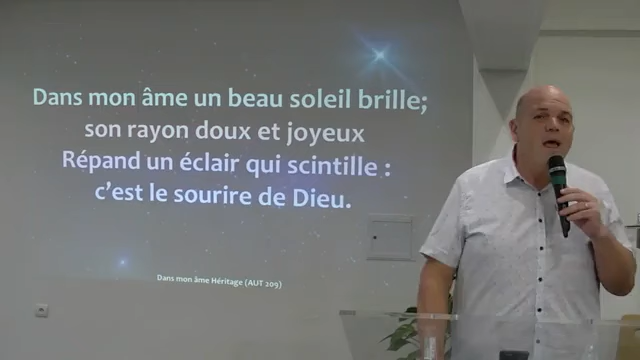 Dans mon âme un beau soleil brille;
son rayon doux et joyeux
Répand un éclair qui scintille :
c'est le sourire de Dieu.
Dans mon âme Héritage (AUT 209)